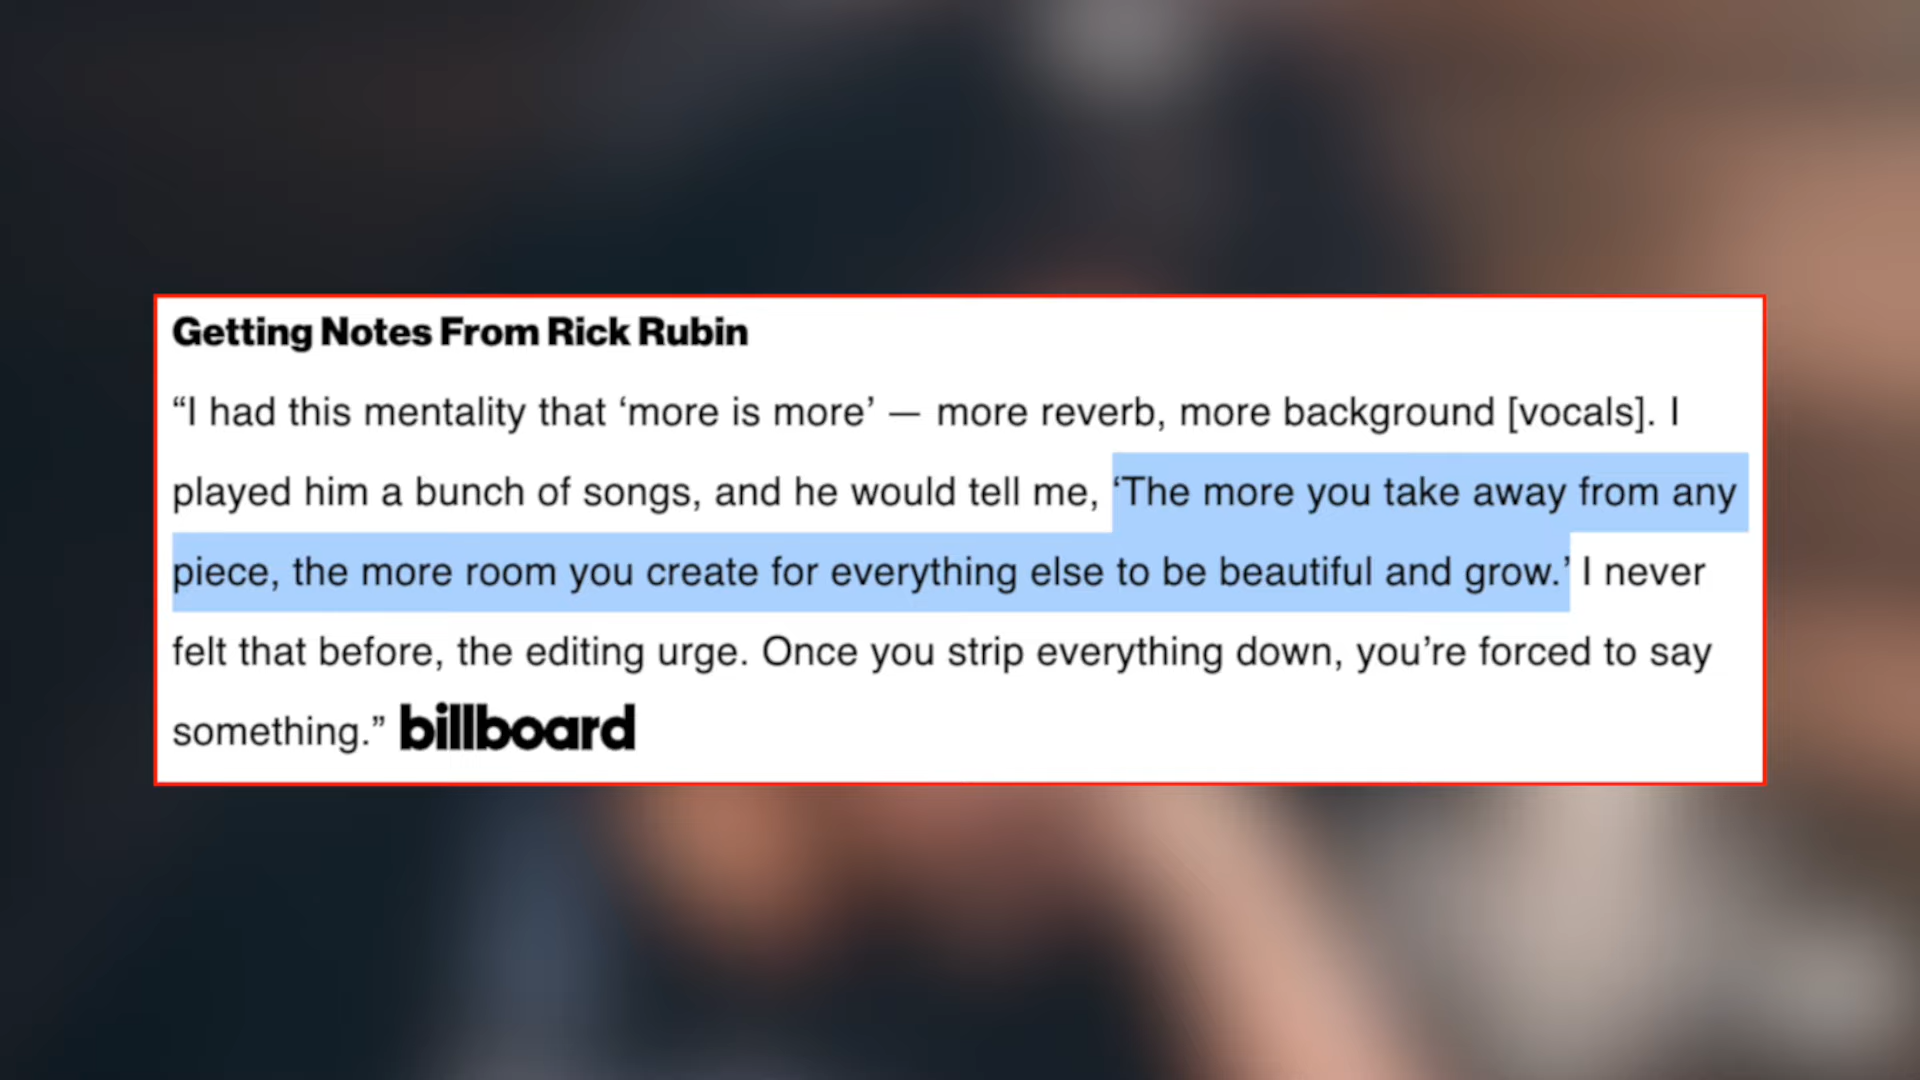 Getting Notes From Rick Rubin
“I had this mentality that ‘more is more’ — more reverb, more background [vocals]. I
played him a bunch of songs, and he would tell me, ‘The more you take away from any
piece, the more room you create for everything else to be beautiful and grow.’ I never
felt that before, the editing urge. Once you strip everything down, you’re forced to say
something.” billboard